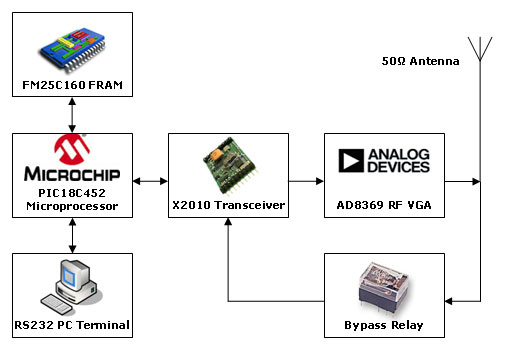 FM25C160 FRAM
50Ω Antenna
MICROCHIP
PIC18C452
Microprocessor
X2010 Transceiver
ANALOG
DEVICES
AD8369 RF VGA
RS232 PC Terminal
Bypass Relay